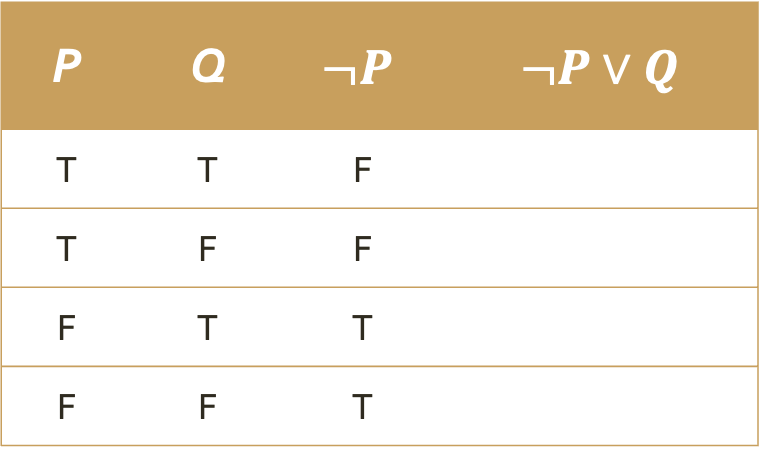 P Q ¬P ¬P ∨ Q
T T F
T F F
F T T
F F T